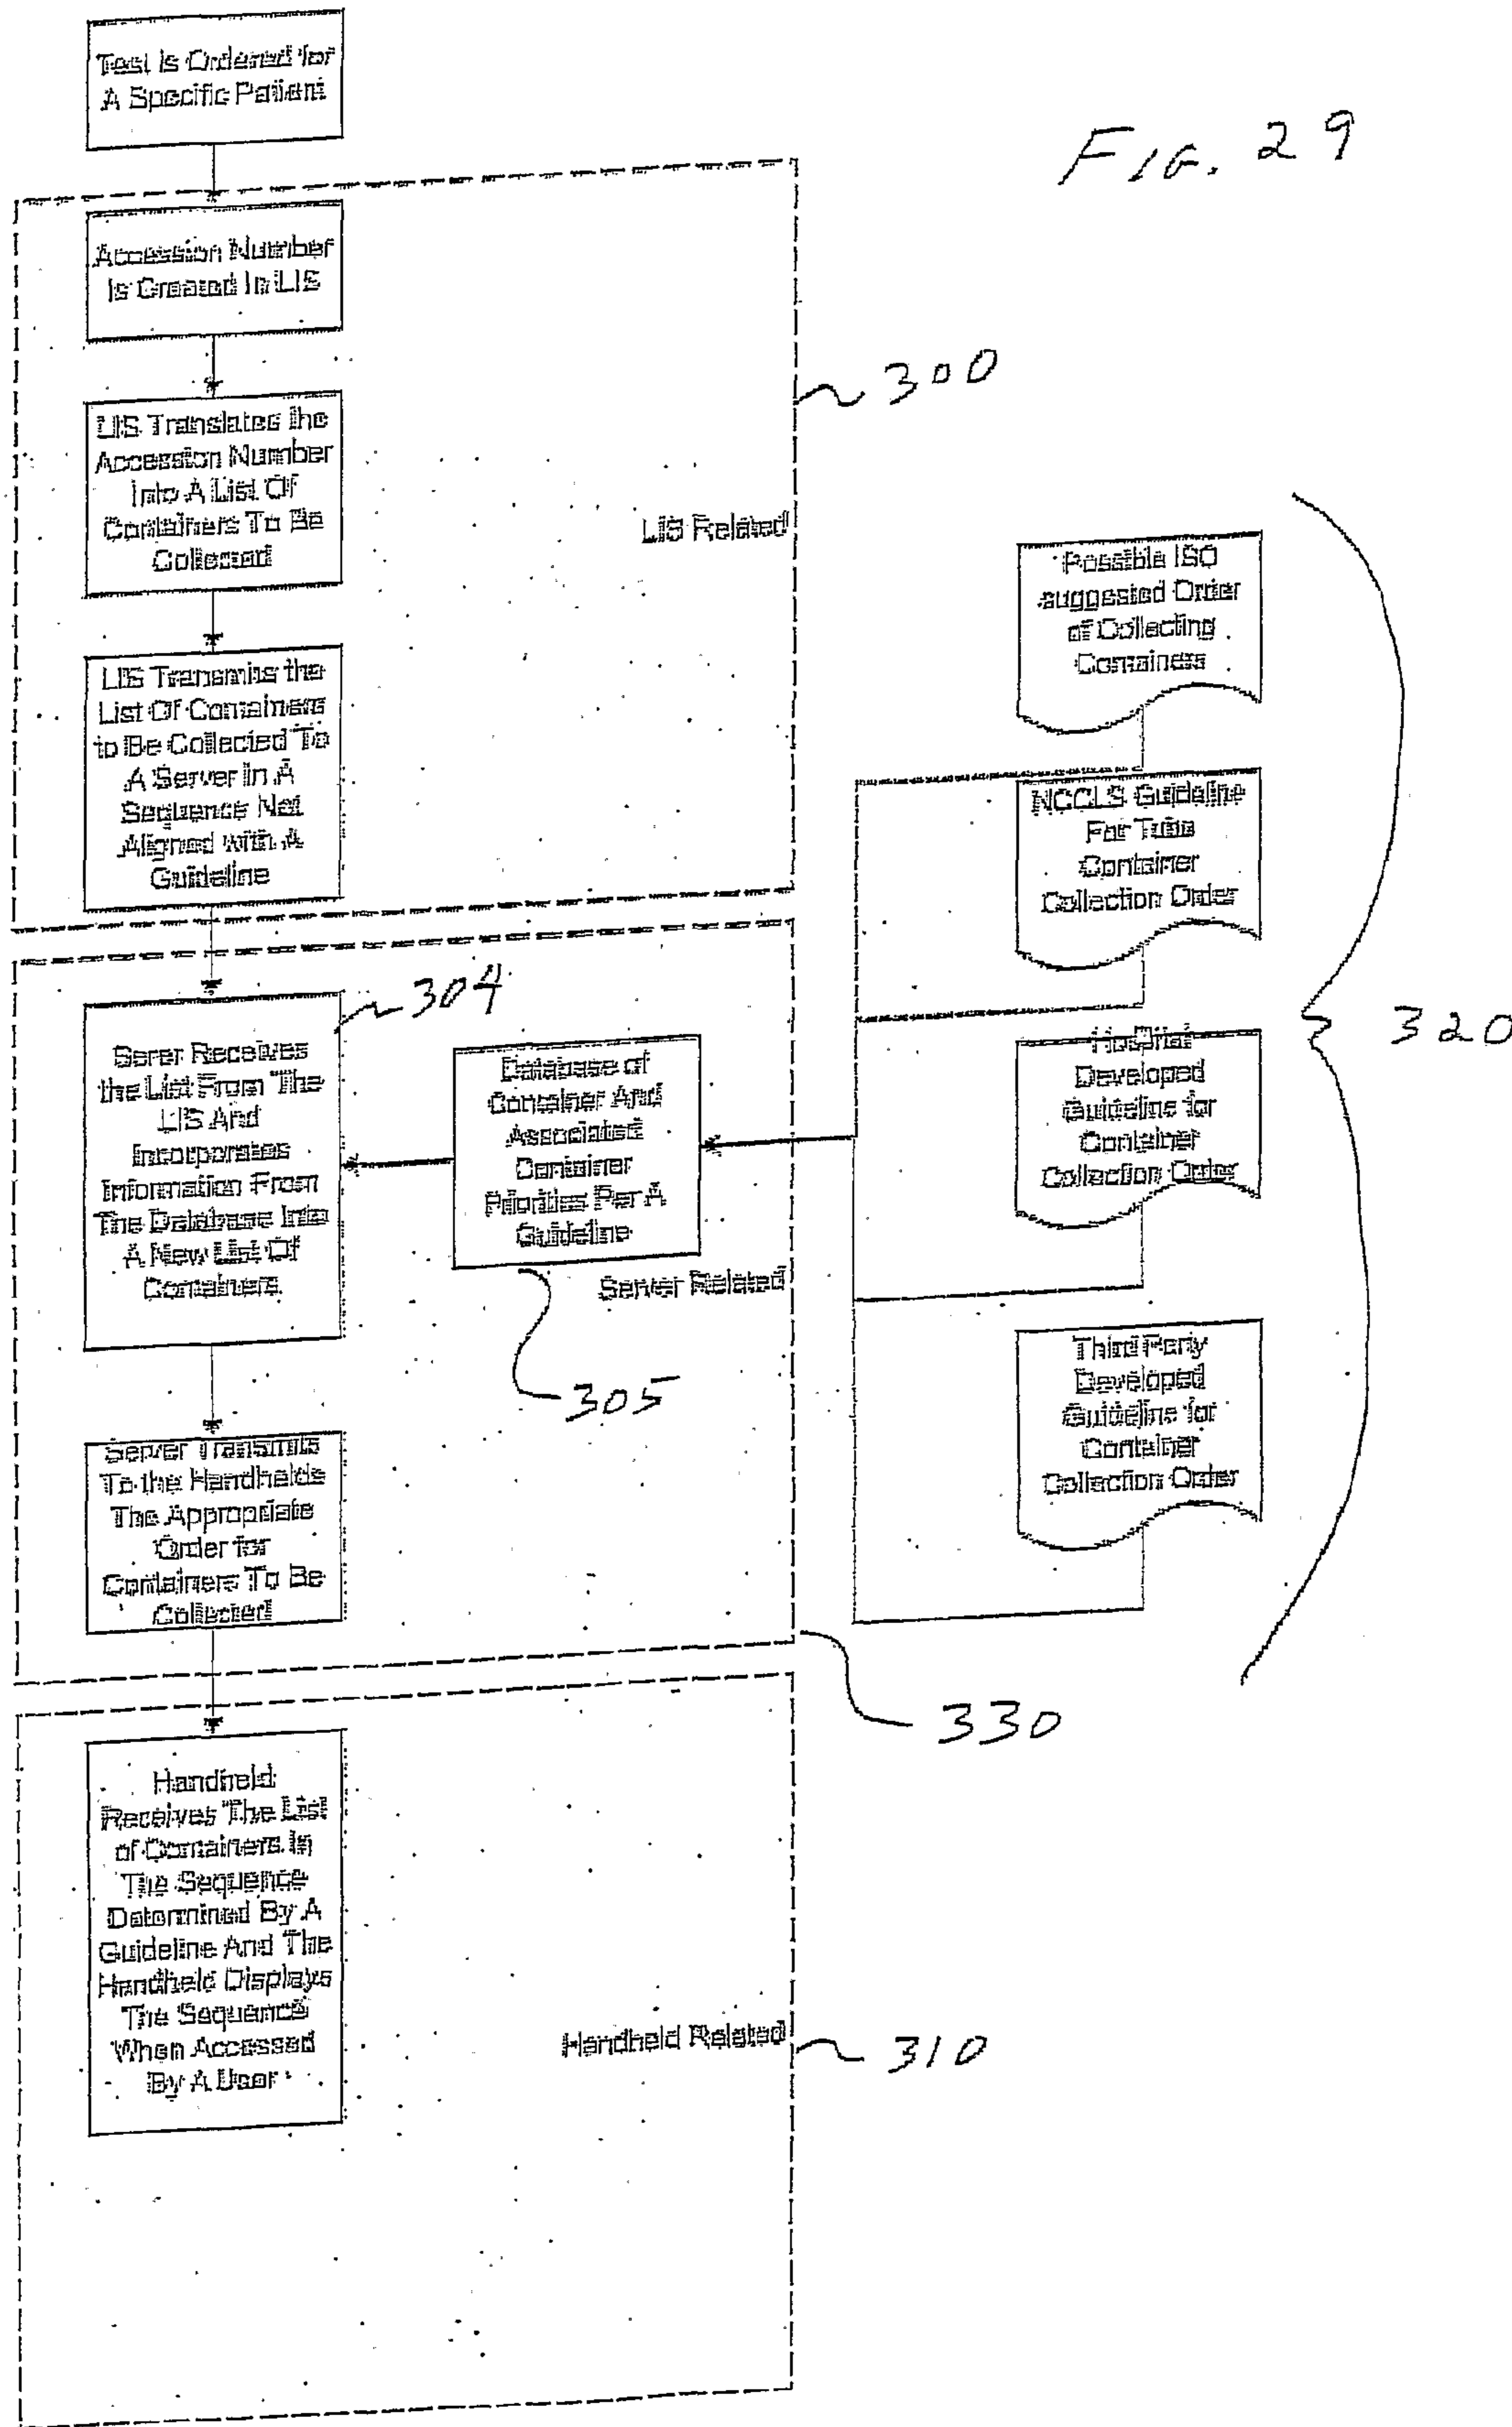 Test Is Ordered for
A Specific Patient
FIG. 29
Accession Number
Is Created In LIS
300
LIS Translates the
Accession Number
Into A List Of
Containers To Be
Collected
LIS Related
LIS Transmits the
List Of Containers
to Be Collected To
A Server In A
Sequence Not
Aligned with A
Guideline
Possible ISO
suggested Order
of Collecting
Containers
NCCLS Guideline
For Tube
Container
Collection Order
Hospital
Developed
Guideline for
Container
Collection Order
Third Party
Developed
Guideline for
Container
Collection Order
320
304
Serer Receives
the List From The
LIS And
Incorporates
Information From
The Database Into
A New List Of
Containers.
Database of
Container And
Associated
Container
Priorities Per A
Guideline
Server Related
305
Server Transmits
To the Handhelds
The Appropriate
Order for
Containers To Be
Collected
330
Handheld
Receives The List
of Containers In
The Sequence
Determined By A
Guideline And The
Handheld Displays
The Sequence
When Accessed
By A User
Handheld Related
310